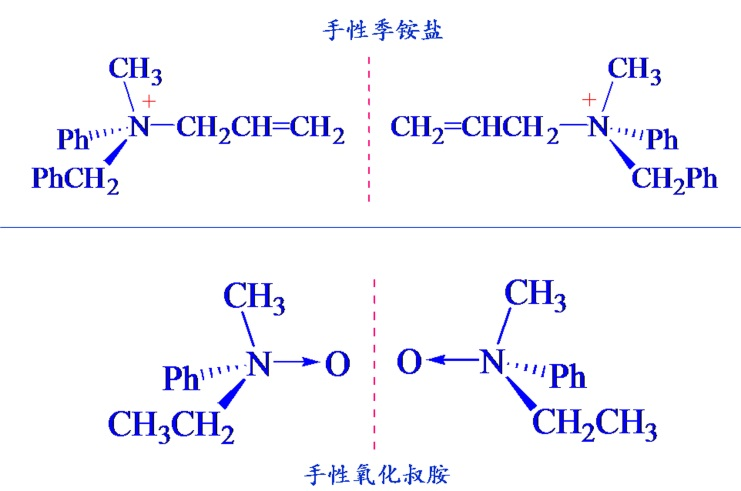 手性季铵盐
CH3 CH3
+ +
Ph N CH2CH=CH2 CH2=CHCH2 N Ph
PhCH2 CH2Ph
CH3 CH3
Ph N O O N Ph
CH3CH2 CH2CH3
手性氧化叔胺